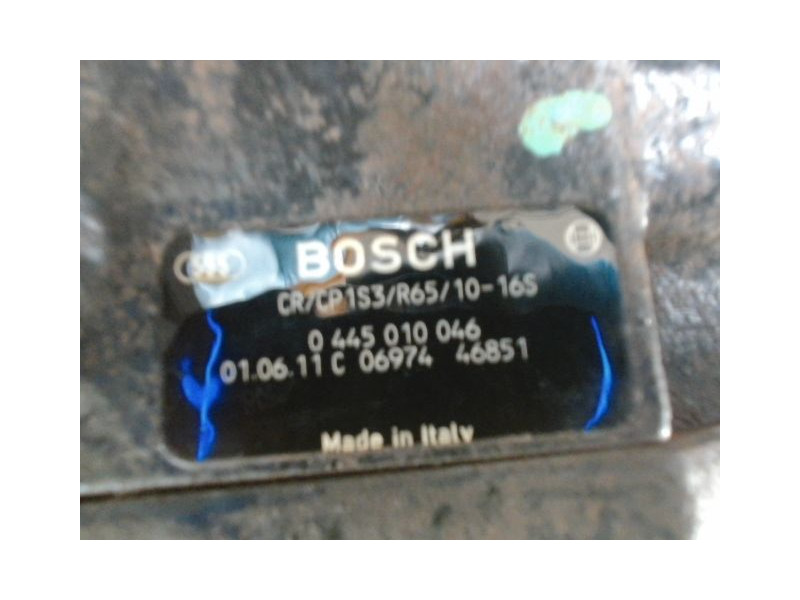 BOSCH
CR/CP1S3/R65/10-16S
0 445 010 046
01.06.11 C 06974 46851
Made in Italy